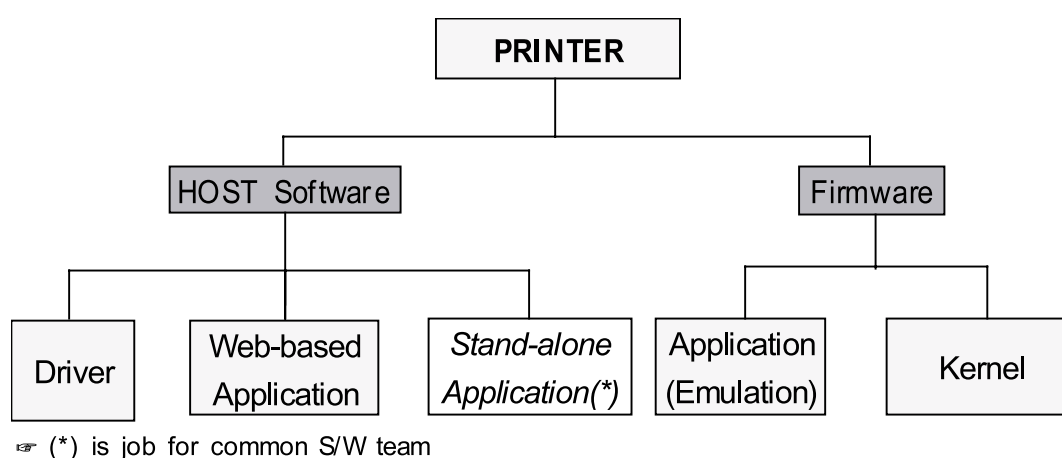 PRINTER
HOST Software
Firmware
Driver
Web-based
Application
Stand-alone
Application(*)
Application
(Emulation)
Kernel
☞ (*) is job for common S/W team